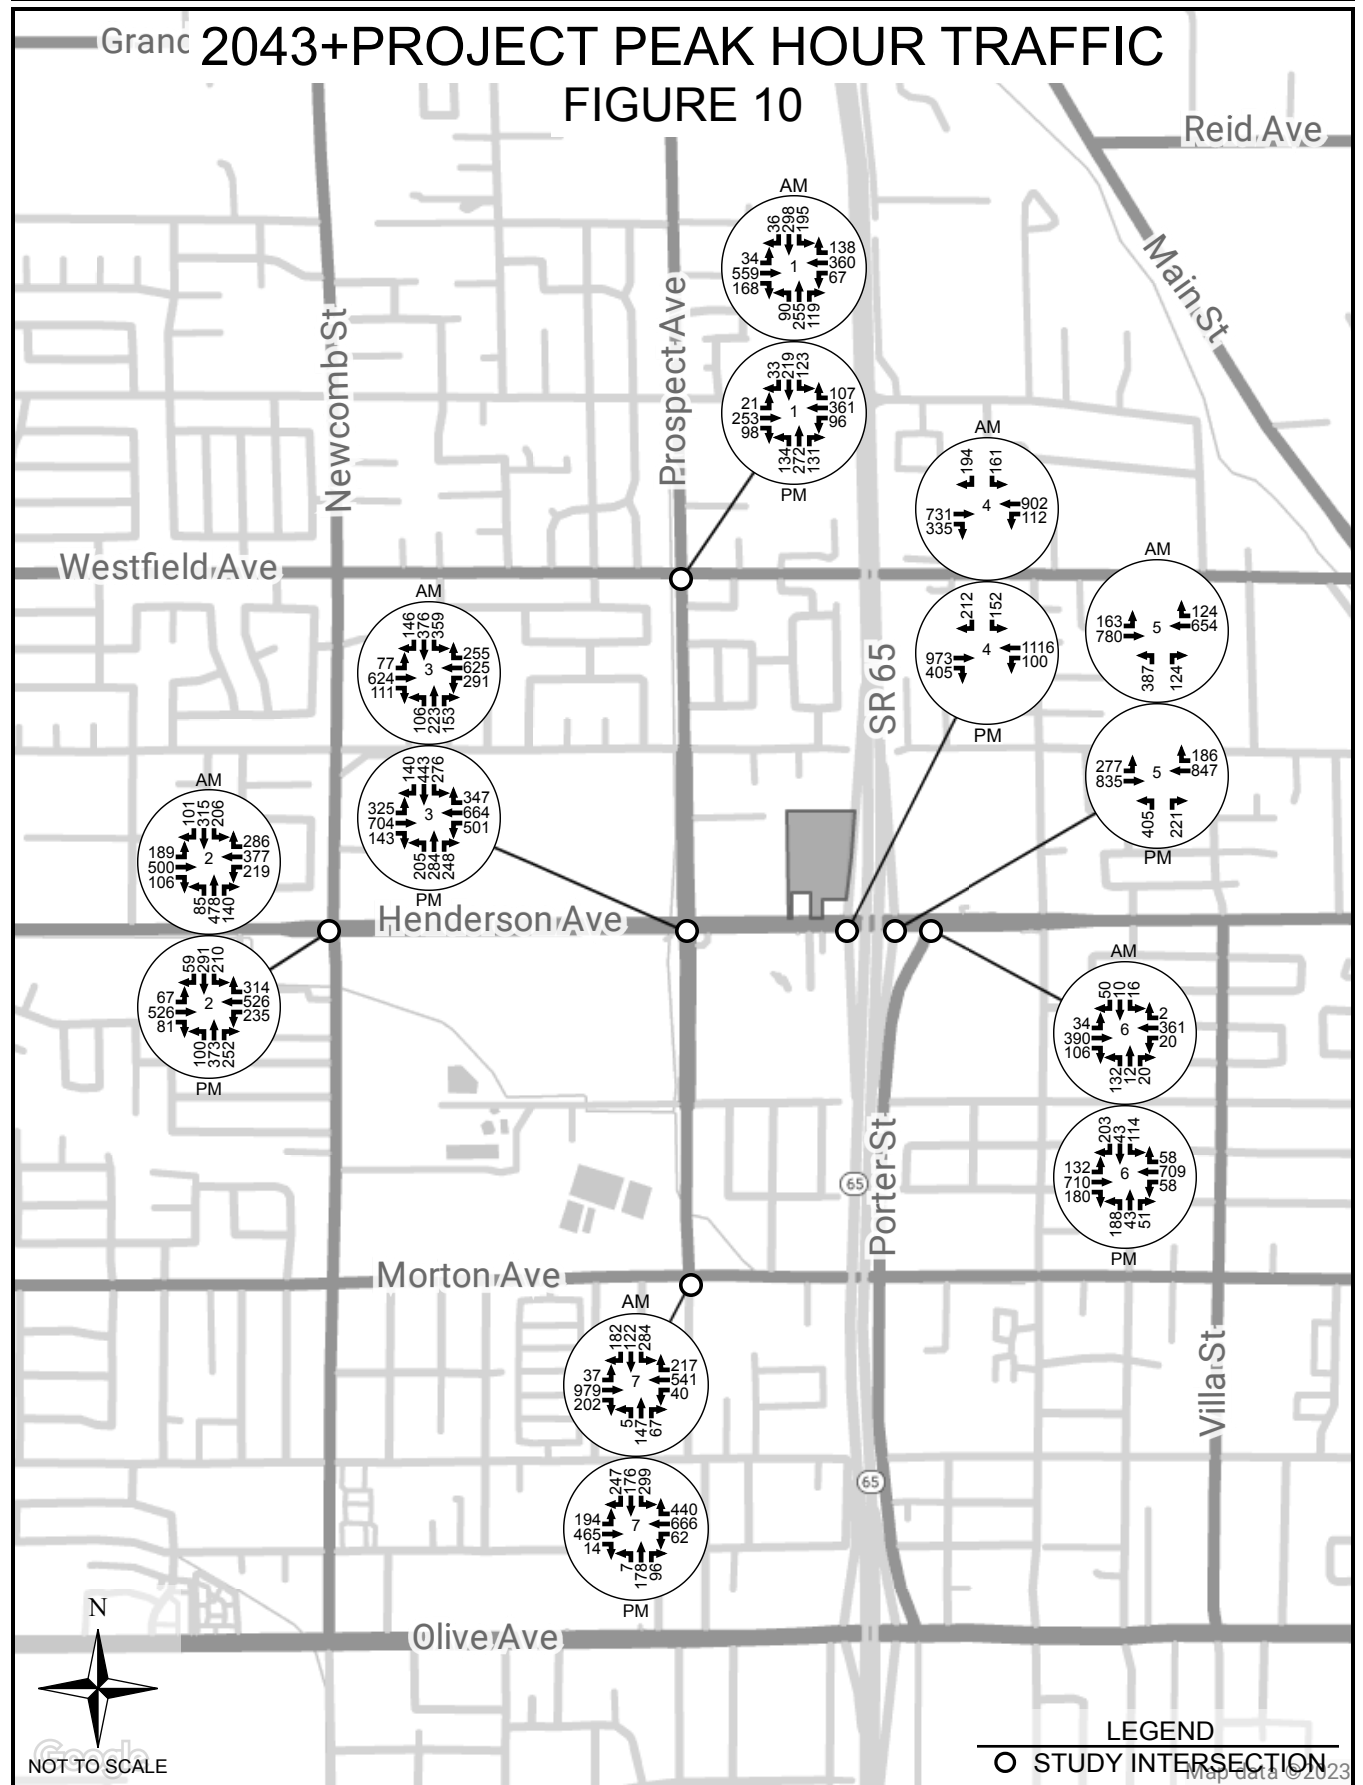 Grand
2043+PROJECT PEAK HOUR TRAFFIC
FIGURE 10
Reid Ave
Main St
Newcomb St
Prospect Ave
AM
36 298 195
34 559 168
1
138 360 67
90 255 119
33 219 123
21 253 98
1
107 361 96
134 272 131
PM
Westfield Ave
SR 65
AM
194 161
731 335
4
902 112
212 152
973 405
4
1116 100
PM
AM
163 780
5
124 654
387 124
277 835
5
186 847
405 221
PM
AM
146 376 359
77 624 111
3
255 625 291
106 223 153
140 443 276
325 704 143
3
347 664 501
205 284 248
PM
AM
101 315 206
189 500 106
2
286 377 219
85 478 140
59 291 210
67 526 81
2
314 526 235
100 373 252
PM
Henderson Ave
AM
50 10 16
34 390 106
6
2 361 20
132 12 20
203 43 114
132 710 180
6
58 709 58
188 43 51
PM
65
Porter St
Morton Ave
Villa St
AM
182 122 284
37 979 202
7
217 541 40
5 147 67
247 176 299
194 465 14
7
440 666 62
7 178 96
PM
65
Olive Ave
N
NOT TO SCALE
Google
LEGEND
STUDY INTERSECTION
Map data ©2023